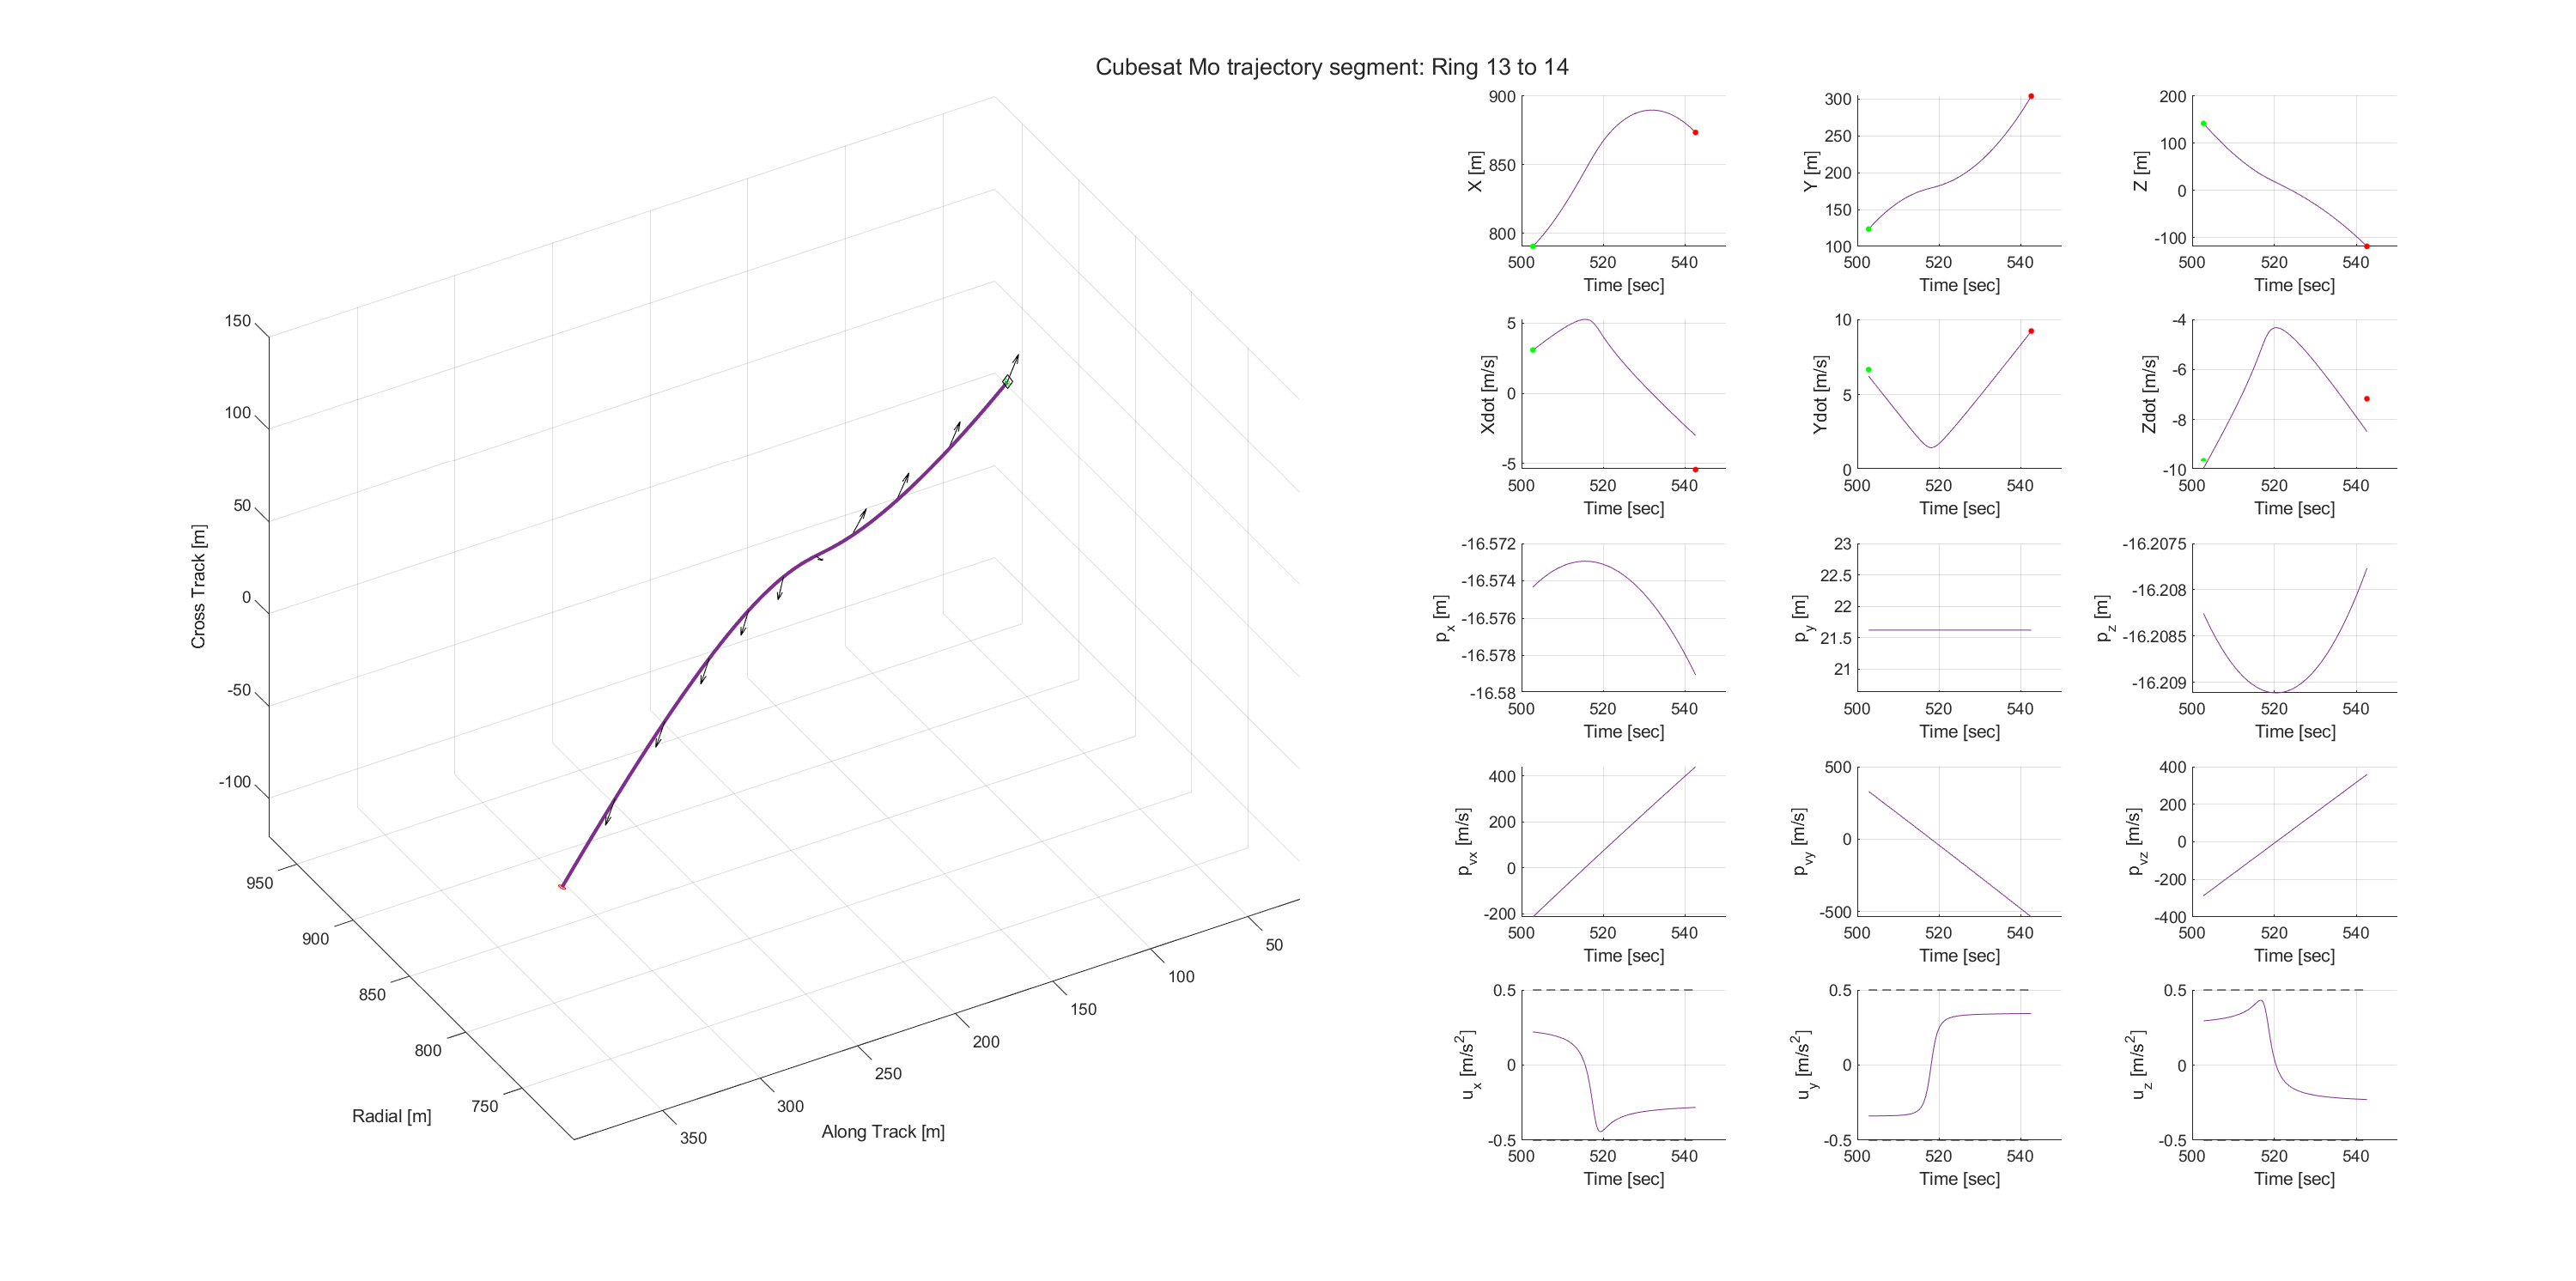 Cubesat Mo trajectory segment: Ring 13 to 14
150
100
50
0
-50
-100
Cross Track [m]
950
900
850
800
750
Radial [m]
350
300
250
200
150
100
50
Along Track [m]
900
850
800
X [m]
500 520 540
Time [sec]
300
250
200
150
100
Y [m]
500 520 540
Time [sec]
200
100
0
-100
Z [m]
500 520 540
Time [sec]
5
0
-5
Xdot [m/s]
500 520 540
Time [sec]
10
5
0
Ydot [m/s]
500 520 540
Time [sec]
-4
-6
-8
-10
Zdot [m/s]
500 520 540
Time [sec]
-16.572
-16.574
-16.576
-16.578
-16.58
p_x [m]
500 520 540
Time [sec]
23
22.5
22
21.5
21
p_y [m]
500 520 540
Time [sec]
-16.2075
-16.208
-16.2085
-16.209
p_z [m]
500 520 540
Time [sec]
400
200
0
-200
p_vx [m/s]
500 520 540
Time [sec]
500
0
-500
p_vy [m/s]
500 520 540
Time [sec]
400
200
0
-200
-400
p_vz [m/s]
500 520 540
Time [sec]
0.5
0
-0.5
u_x [m/s²]
500 520 540
Time [sec]
0.5
0
-0.5
u_y [m/s²]
500 520 540
Time [sec]
0.5
0
-0.5
u_z [m/s²]
500 520 540
Time [sec]